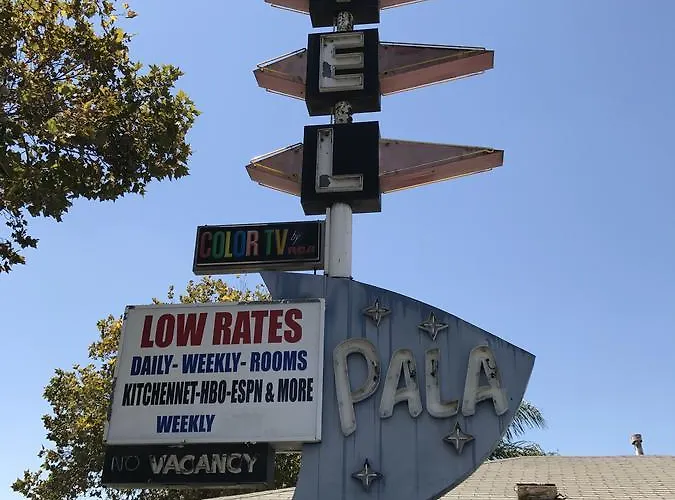 E
L
COLOR TV by RCA
LOW RATES
DAILY- WEEKLY- ROOMS
KITCHENNET-HBO-ESPN & MORE
WEEKLY
NO VACANCY
PALA